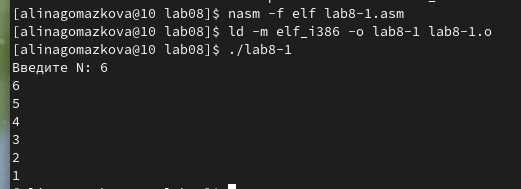 [alinagomazkova@10 lab08]$ nasm -f elf lab8-1.asm
[alinagomazkova@10 lab08]$ ld -m elf_i386 -o lab8-1 lab8-1.o
[alinagomazkova@10 lab08]$ ./lab8-1
Введите N: 6
6
5
4
3
2
1